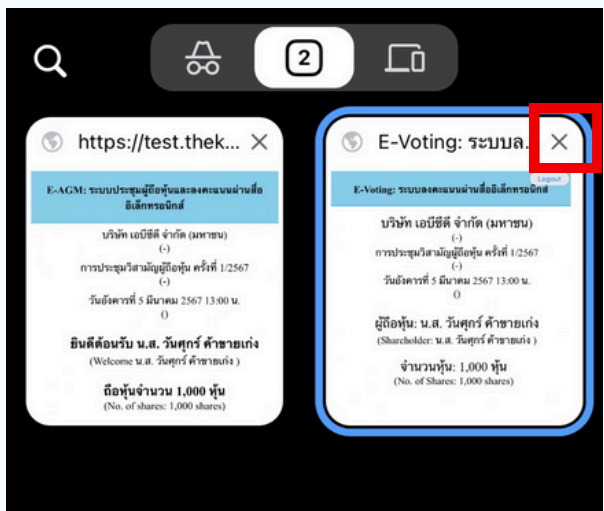 2
https://test.thek...
E-AGM: ระบบประชุมผู้ถือหุ้นและลงคะแนนผ่านสื่อ
อิเล็กทรอนิกส์
บริษัท เอบีซีดี จำกัด (มหาชน)
(-)
การประชุมวิสามัญผู้ถือหุ้น ครั้งที่ 1/2567
(-)
วันอังคารที่ 5 มีนาคม 2567 13:00 น.
()
ยินดีต้อนรับ น.ส. วันศุกร์ ค้าขายเก่ง
(Welcome น.ส. วันศุกร์ ค้าขายเก่ง )
ถือหุ้นจำนวน 1,000 หุ้น
(No. of shares: 1,000 shares)
E-Voting: ระบบล...
Logout
E-Voting: ระบบลงคะแนนผ่านสื่ออิเล็กทรอนิกส์
บริษัท เอบีซีดี จำกัด (มหาชน)
(-)
การประชุมวิสามัญผู้ถือหุ้น ครั้งที่ 1/2567
(-)
วันอังคารที่ 5 มีนาคม 2567 13:00 น.
()
ผู้ถือหุ้น: น.ส. วันศุกร์ ค้าขายเก่ง
(Shareholder: น.ส. วันศุกร์ ค้าขายเก่ง )
จำนวนหุ้น: 1,000 หุ้น
(No. of Shares: 1,000 shares)